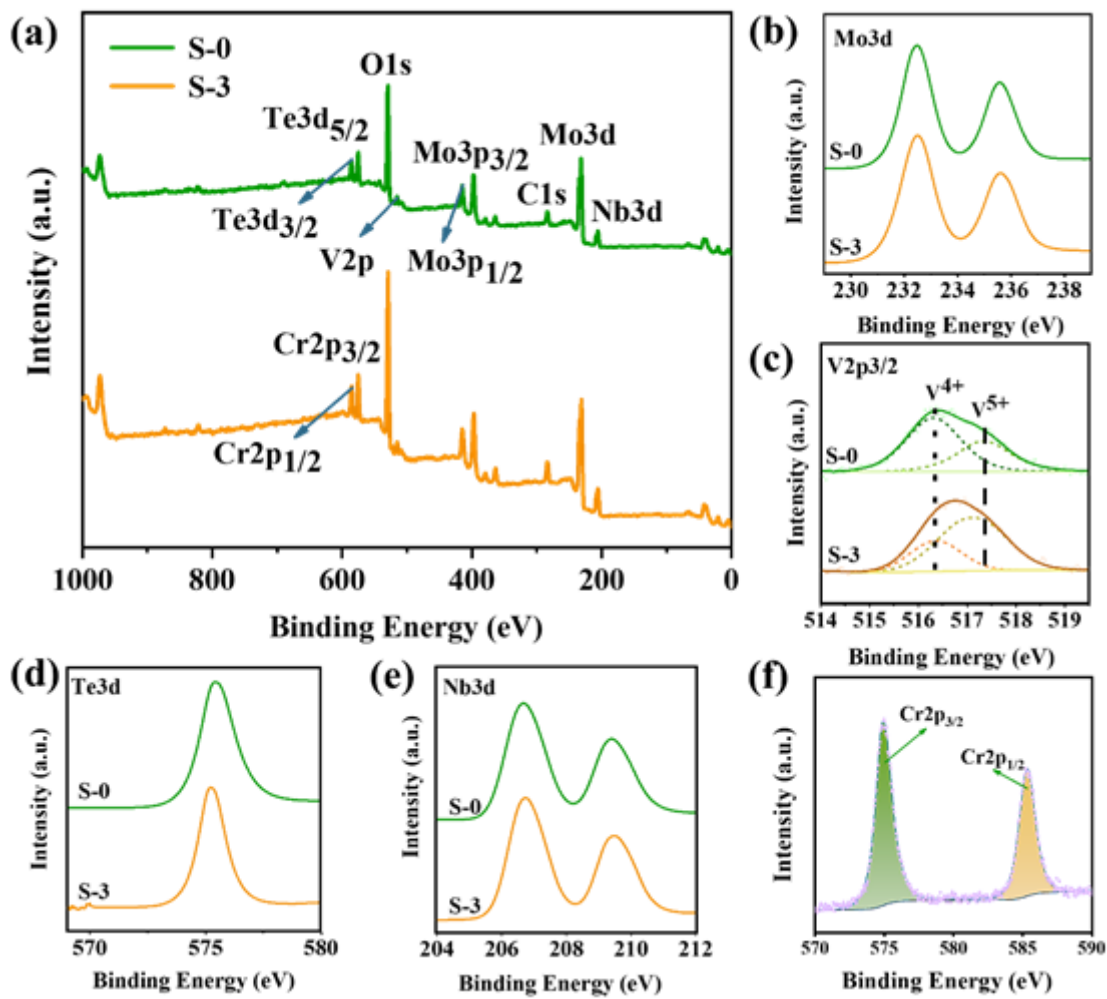 (a)
S-0
S-3
O1s
Te3d5/2
Te3d3/2
V2p
Mo3p3/2
Mo3p1/2
C1s
Mo3d
Nb3d
Cr2p3/2
Cr2p1/2
Intensity (a.u.)
1000 800 600 400 200 0
Binding Energy (eV)
(b)
Mo3d
S-0
S-3
Intensity (a.u.)
230 232 234 236 238
Binding Energy (eV)
(c)
V2p3/2
V4+
V5+
S-0
S-3
Intensity (a.u.)
514 515 516 517 518 519
Binding Energy (eV)
(d)
Te3d
S-0
S-3
Intensity (a.u.)
570 575 580
Binding Energy (eV)
(e)
Nb3d
S-0
S-3
Intensity (a.u.)
204 206 208 210 212
Binding Energy (eV)
(f)
Cr2p3/2
Cr2p1/2
Intensity (a.u.)
570 575 580 585 590
Binding Energy (eV)